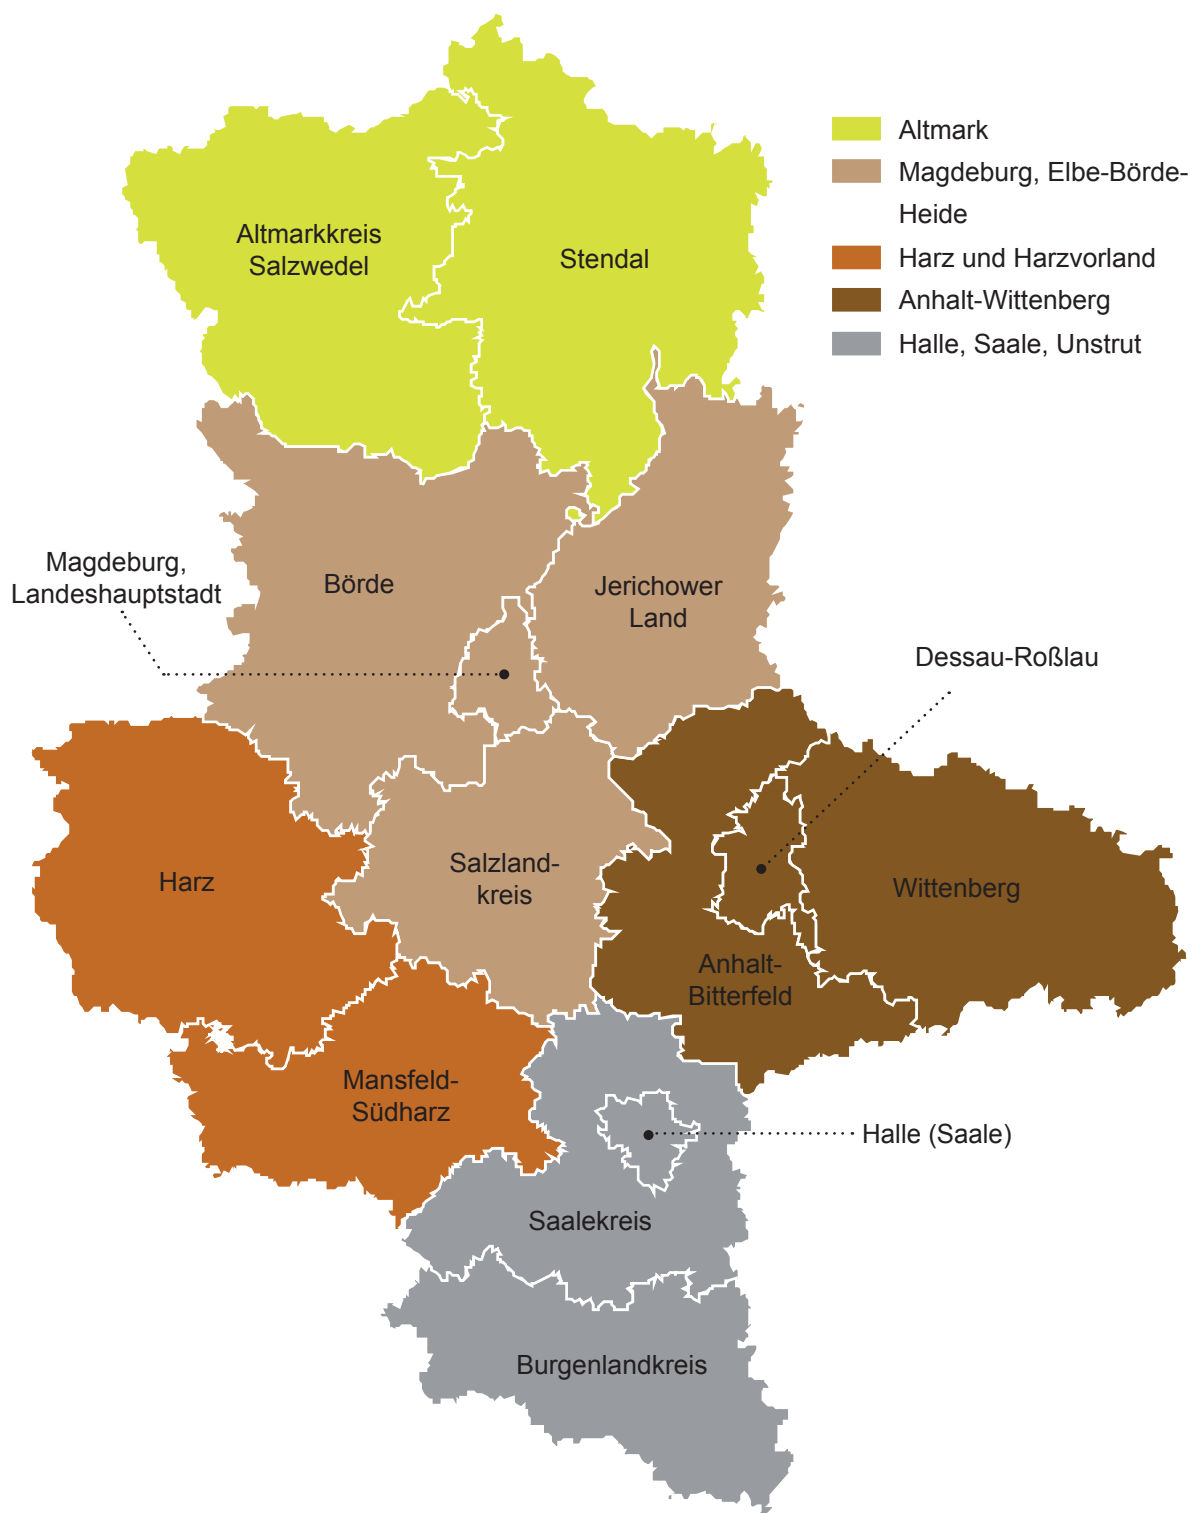 Altmark
Magdeburg, Elbe-Börde-
Heide
Harz und Harzvorland
Anhalt-Wittenberg
Halle, Saale, Unstrut
Altmarkkreis
Salzwedel
Stendal
Magdeburg,
Landeshauptstadt
Börde
Jerichower
Land
Dessau-Roßlau
Harz
Salzland-
kreis
Wittenberg
Anhalt-
Bitterfeld
Mansfeld-
Südharz
Halle (Saale)
Saalekreis
Burgenlandkreis